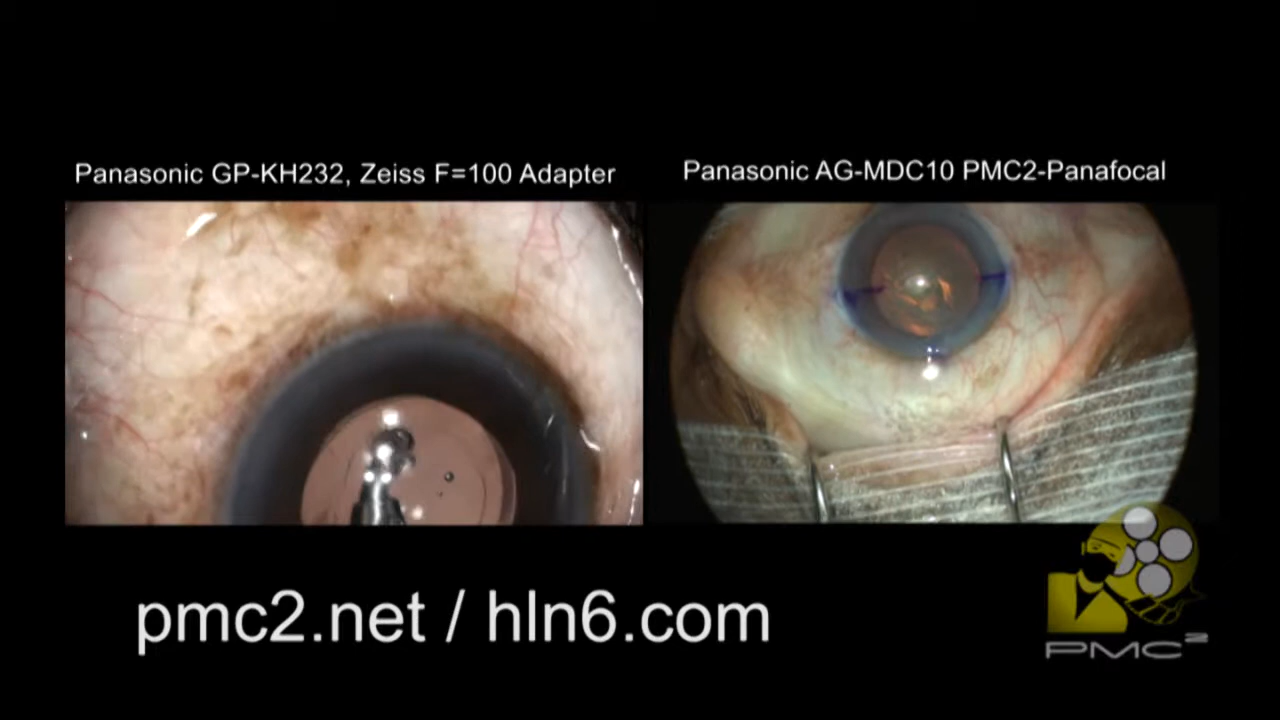 Panasonic GP-KH232, Zeiss F=100 Adapter
Panasonic AG-MDC10 PMC2-Panafocal
pmc2.net / hln6.com
PMC²